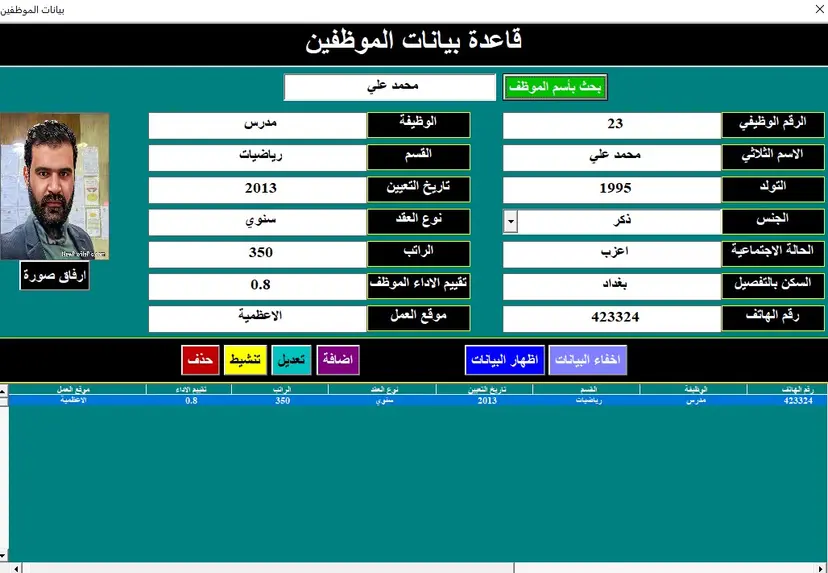 بيانات الموظفين
قاعدة بيانات الموظفين
بحث بأسم الموظف محمد علي
الرقم الوظيفي 23 الوظيفة مدرس
الاسم الثلاثي محمد علي القسم رياضيات
التولد 1995 تاريخ التعيين 2013
الجنس ذكر نوع العقد سنوي
الحالة الاجتماعية اعزب الراتب 350
السكن بالتفصيل بغداد تقييم الاداء الموظف 0.8
رقم الهاتف 423324 موقع العمل الاعظمية
ارفاق صورة
اخفاء البيانات اظهار البيانات اضافة تعديل تنشيط حذف
رقم الهاتف الوظيفة القسم تاريخ التعيين نوع العقد الراتب تقييم الاداء موقع العمل
423324 مدرس رياضيات 2013 سنوي 350 0.8 الاعظمية